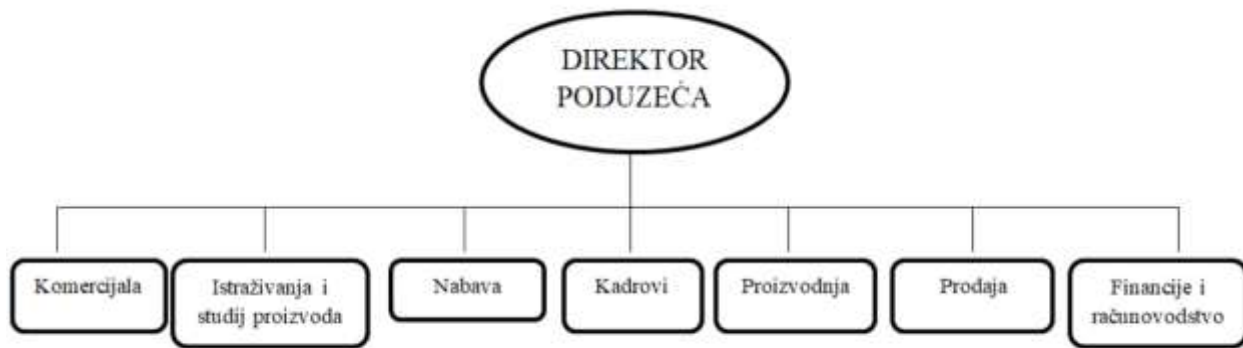 DIREKTOR
PODUZEĆA
Komercijala
Istraživanja i
studij proizvoda
Nabava
Kadrovi
Proizvodnja
Prodaja
Financije i
računovodstvo